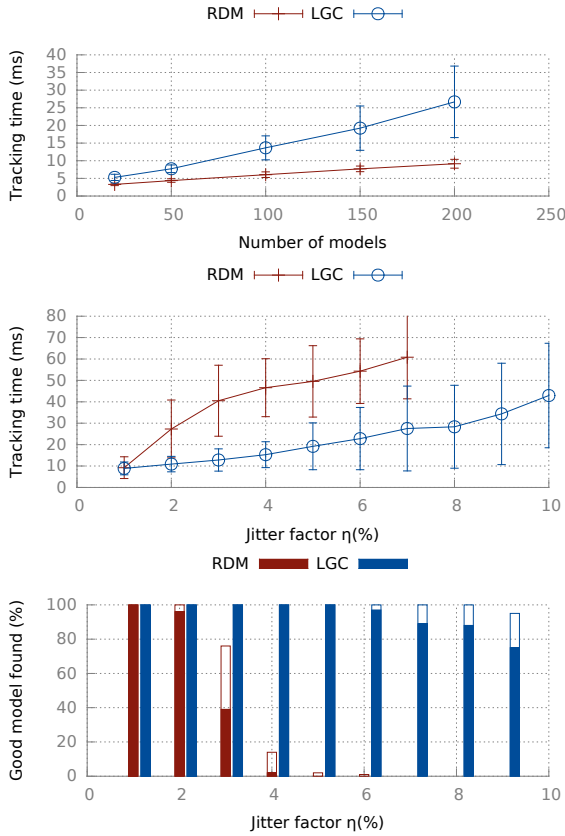 RDM LGC
40
35
30
25
20
15
10
5
0
Tracking time (ms)
0 50 100 150 200 250
Number of models
RDM LGC
80
70
60
50
40
30
20
10
0
Tracking time (ms)
0 2 4 6 8 10
Jitter factor η(%)
RDM LGC
100
80
60
40
20
0
Good model found (%)
0 2 4 6 8 10
Jitter factor η(%)